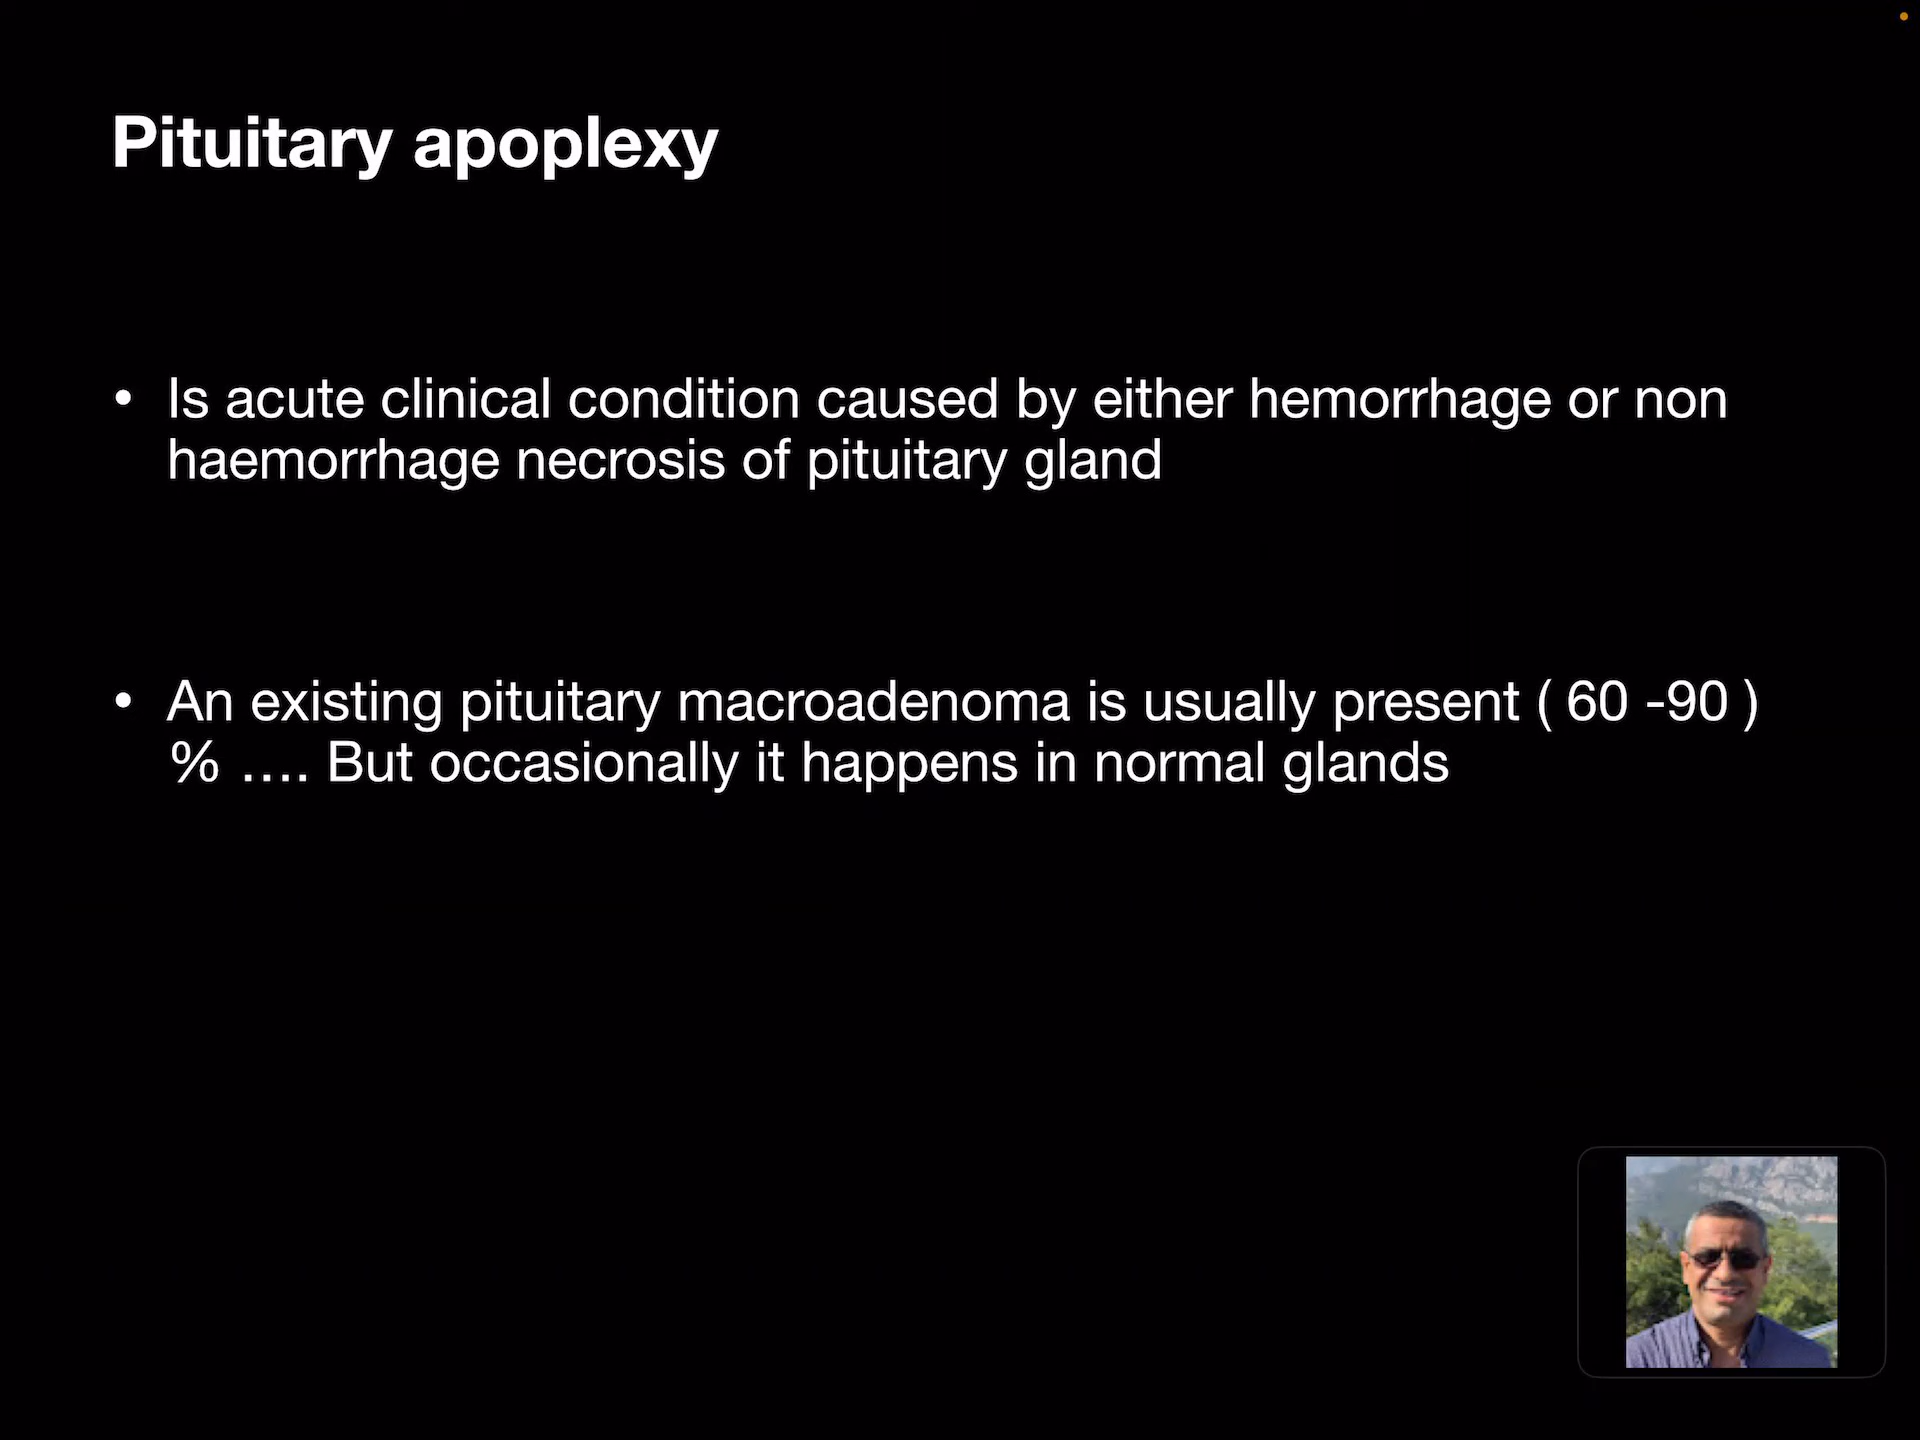 Pituitary apoplexy
• Is acute clinical condition caused by either hemorrhage or non
haemorrhage necrosis of pituitary gland
• An existing pituitary macroadenoma is usually present ( 60 -90 )
% .... But occasionally it happens in normal glands